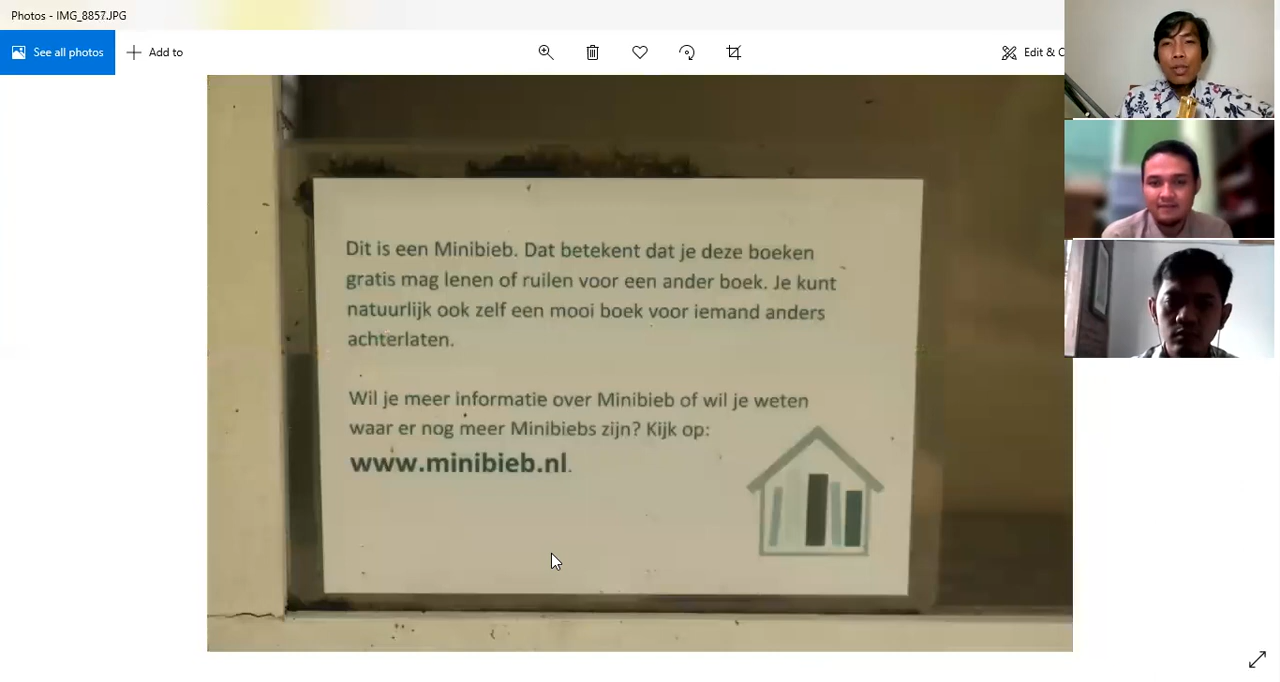 Photos - IMG_8857.JPG
See all photos
Add to
Edit & C
Dit is een Minibieb. Dat betekent dat je deze boeken
gratis mag lenen of ruilen voor een ander boek. Je kunt
natuurlijk ook zelf een mooi boek voor iemand anders
achterlaten.
Wil je meer informatie over Minibieb of wil je weten
waar er nog meer Minibiebs zijn? Kijk op:
www.minibieb.nl.